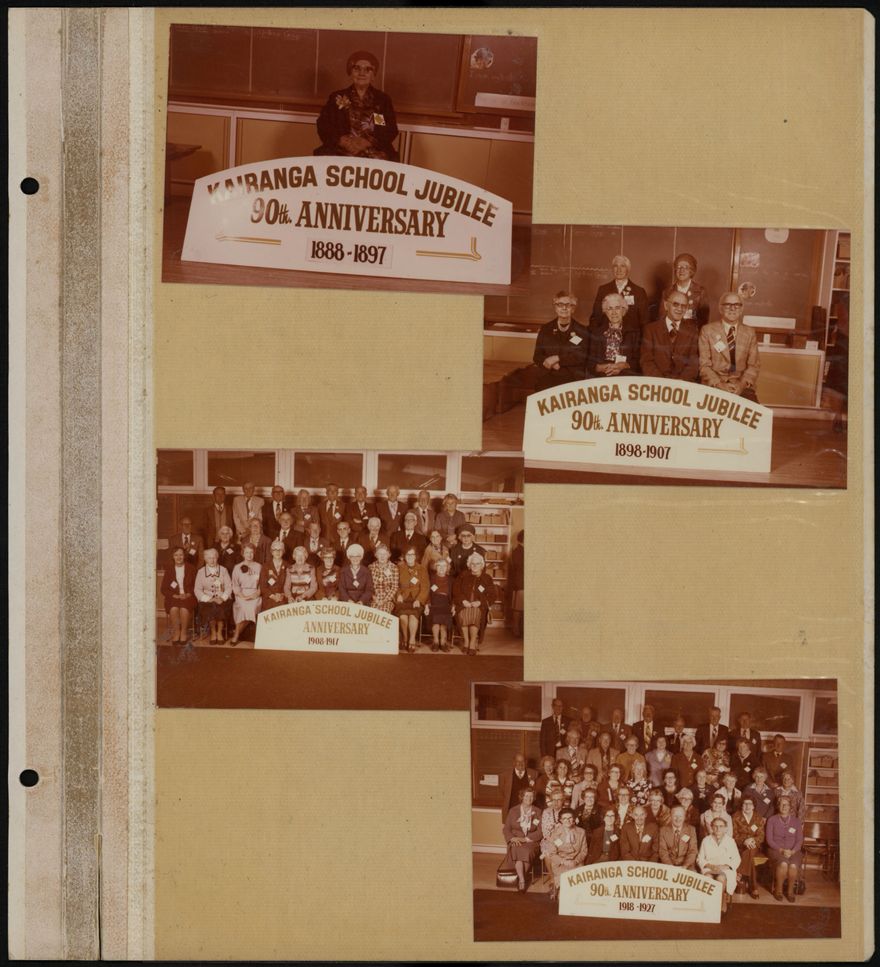 KAIRANGA SCHOOL JUBILEE
90th. ANNIVERSARY
1888-1897
KAIRANGA SCHOOL JUBILEE
90th. ANNIVERSARY
1898-1907
KAIRANGA SCHOOL JUBILEE
ANNIVERSARY
1908-1917
KAIRANGA SCHOOL JUBILEE
90th. ANNIVERSARY
1918-1927